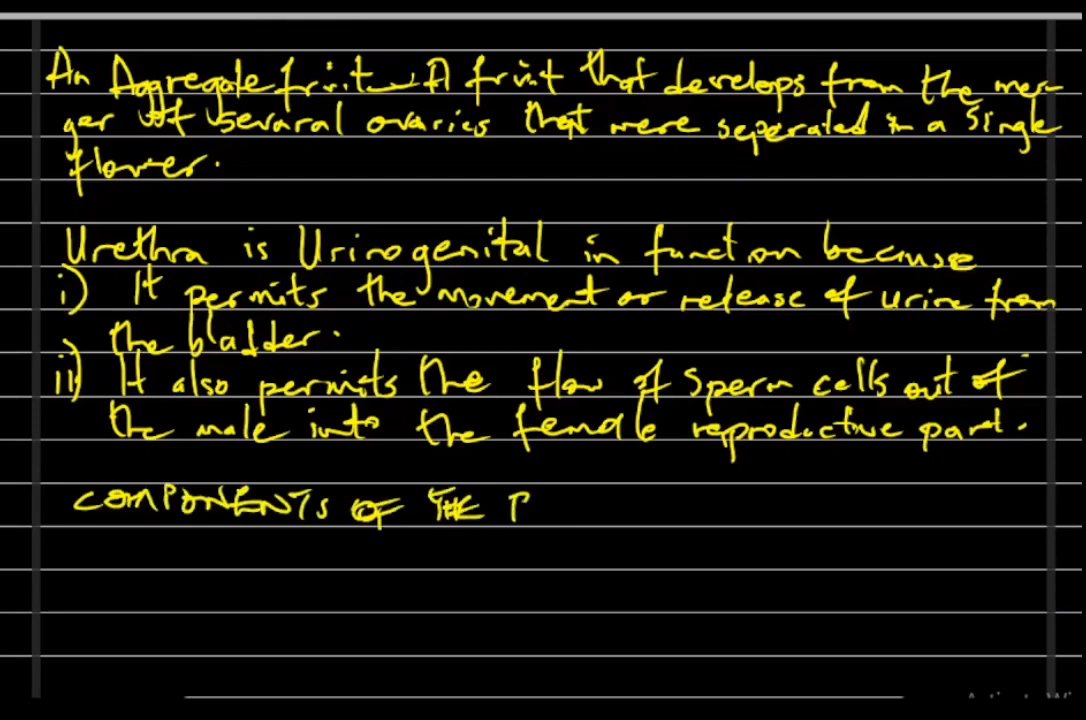 An Aggregate fruit - A fruit that develops from the mer-
ger of several ovaries that were seperated in a single
flower.
Urethra is Urinogenital in function because
i) It permits the movement or release of urine from
the bladder.
ii) It also permits the flow of sperm cells out of
the male into the female reproductive part.
COMPONENTS OF THE P